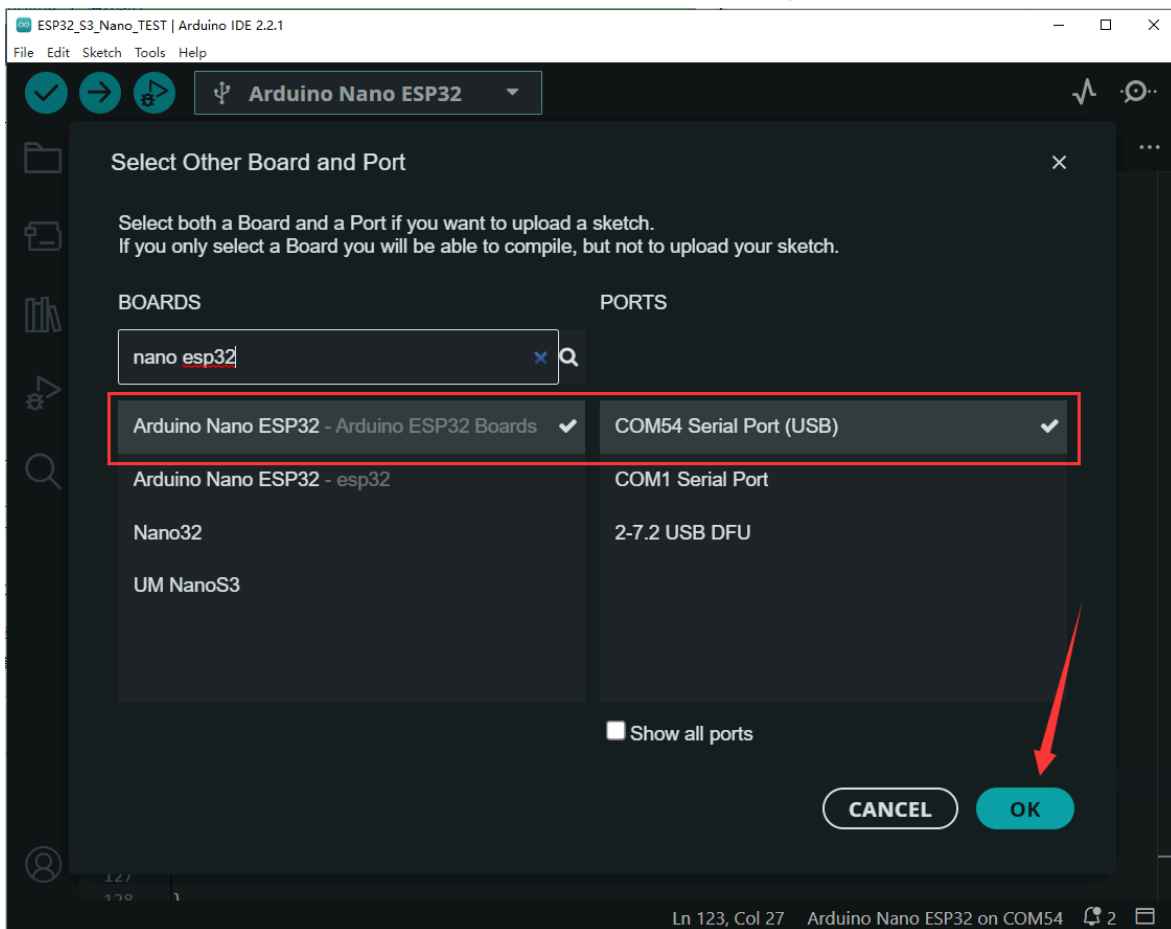 ESP32_S3_Nano_TEST | Arduino IDE 2.2.1
File Edit Sketch Tools Help
Arduino Nano ESP32
Select Other Board and Port
Select both a Board and a Port if you want to upload a sketch.
If you only select a Board you will be able to compile, but not to upload your sketch.
BOARDS PORTS
nano esp32
Arduino Nano ESP32 - Arduino ESP32 Boards COM54 Serial Port (USB)
Arduino Nano ESP32 - esp32 COM1 Serial Port
Nano32 2-7.2 USB DFU
UM NanoS3
Show all ports
CANCEL OK
127
128 }
Ln 123, Col 27 Arduino Nano ESP32 on COM54 2